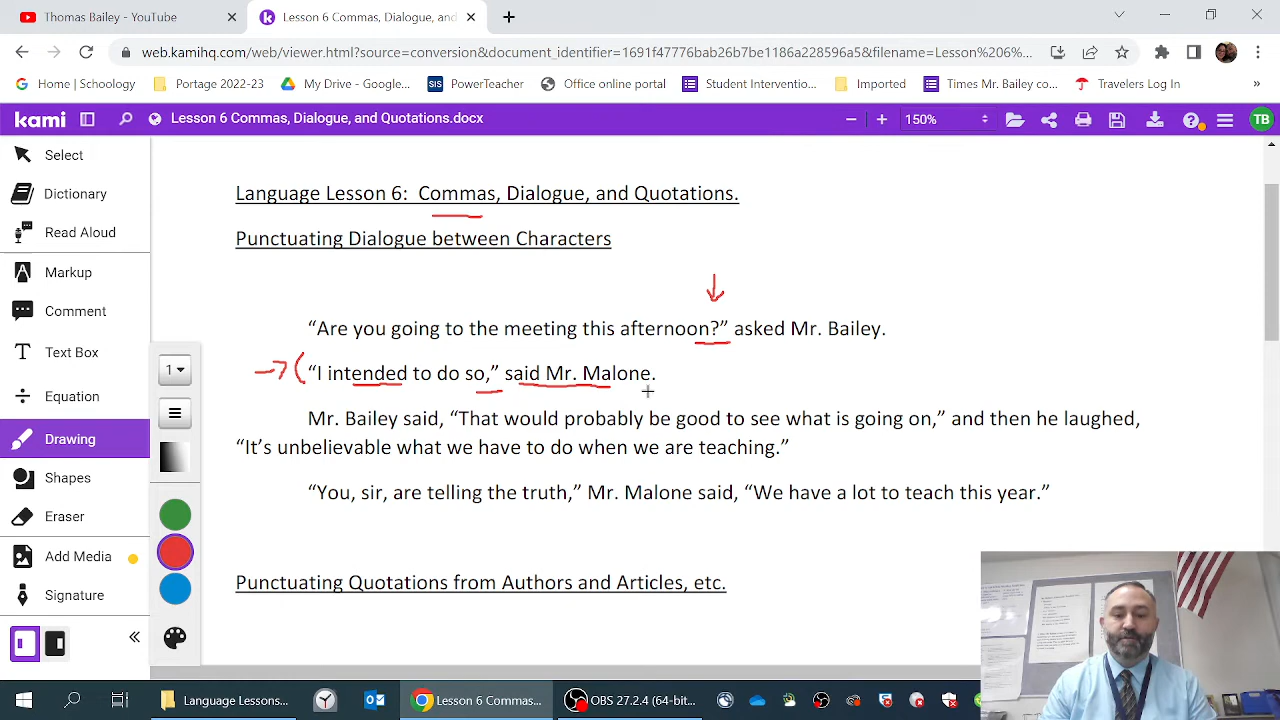 Thomas Bailey - YouTube
Lesson 6 Commas, Dialogue, and
web.kamihq.com/web/viewer.html?source=conversion&document_identifier=1691f47776bab26b7be1186a228596a5&filename=Lesson%206%...
Home | Schoology
Portage 2022-23
My Drive - Google...
SIS PowerTeacher
Office online portal
Student Interventio...
Imported
Times Mr. Bailey co...
Travelers Log In
»
kami
Lesson 6 Commas, Dialogue, and Quotations.docx
150%
TB
Select
Dictionary
Read Aloud
Markup
Comment
Text Box
Equation
Drawing
Shapes
Eraser
Add Media
Signature
1
Language Lesson 6: Commas, Dialogue, and Quotations.
Punctuating Dialogue between Characters
“Are you going to the meeting this afternoon?” asked Mr. Bailey.
“I intended to do so,” said Mr. Malone.
Mr. Bailey said, “That would probably be good to see what is going on,” and then he laughed,
“It’s unbelievable what we have to do when we are teaching.”
“You, sir, are telling the truth,” Mr. Malone said, “We have a lot to teach this year.”
Punctuating Quotations from Authors and Articles, etc.
Language Lessons
Lesson 6 Commas...
OBS 27.2.4 (64-bit...